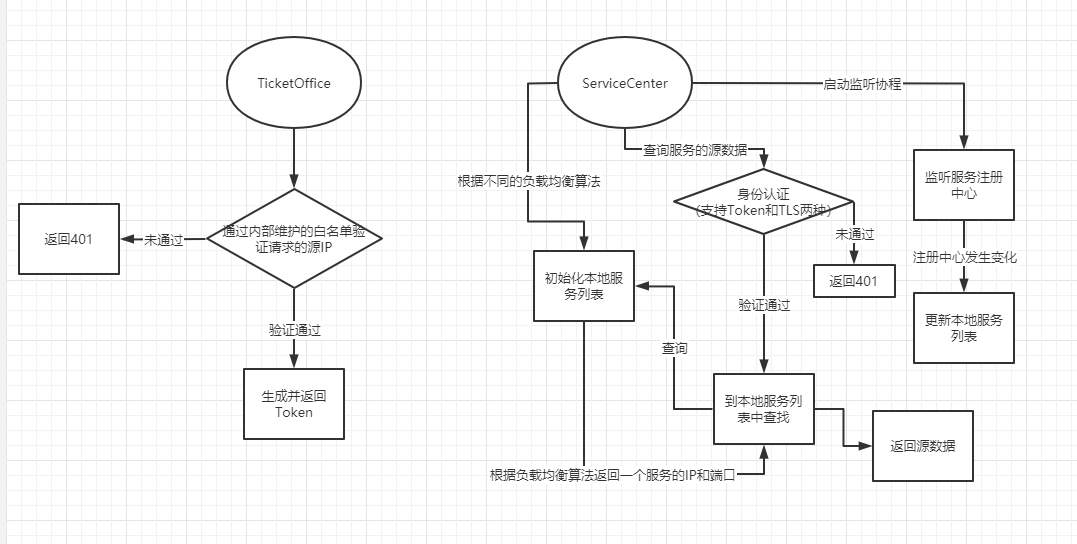 TicketOffice
通过内部维护的白名单验
证请求的源IP
未通过
返回401
验证通过
生成并返回
Token
ServiceCenter
启动监听协程
查询服务的源数据
根据不同的负载均衡算法
监听服务注册
中心
身份认证
（支持Token和TLS两种）
未通过
返回401
注册中心发生变化
更新本地服务
列表
初始化本地服
务列表
验证通过
查询
到本地服务列
表中查找
返回源数据
根据负载均衡算法返回一个服务的IP和端口